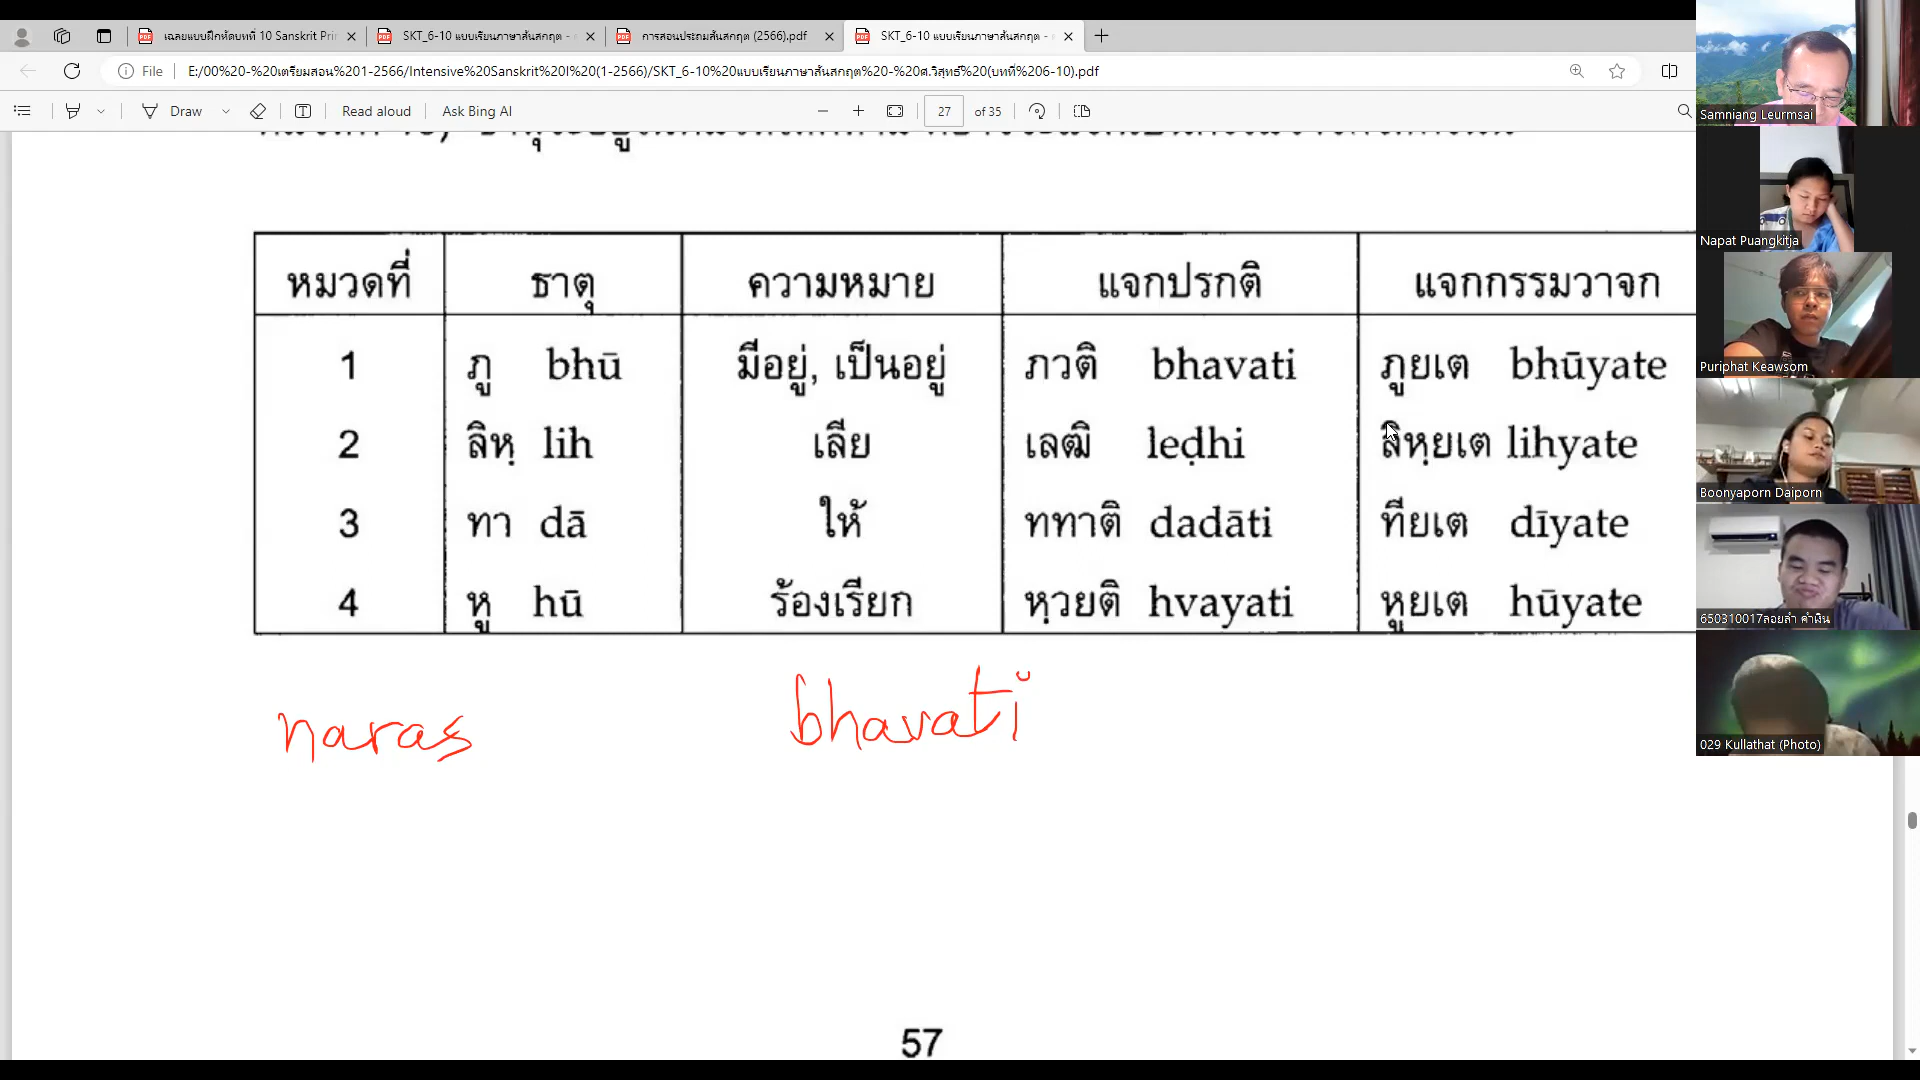 เฉลยแบบฝึกหัดบทที่ 10 Sanskrit Pri SKT_6-10 แบบเรียนภาษาสันสกฤต - การสอนประถมสันสกฤต (2566).pdf SKT_6-10 แบบเรียนภาษาสันสกฤต -
File E:/00%20-%20เตรียมสอน%201-2566/Intensive%20Sanskrit%20I%20(1-2566)/SKT_6-10%20แบบเรียนภาษาสันสกฤต%20-%20ศ.วิสุทธ์%20(บทที่%206-10).pdf
Draw Read aloud Ask Bing AI 27 of 35
หมวดที่ ธาตุ ความหมาย แจกปรกติ แจกกรรมวาจก
1 ภู bhū มีอยู่, เป็นอยู่ ภวติ bhavati ภูยเต bhūyate
2 ลิหฺ lih เลีย เลฒิ leḍhi ลิหฺยเต lihyate
3 ทา dā ให้ ททาติ dadāti ทียเต dīyate
4 หู hū ร้องเรียก หฺวยติ hvayati หูยเต hūyate
naras bhavati
57
Samniang Leurmsai
Napat Puangkitja
Puriphat Keawsom
Boonyaporn Daiporn
650310017ลอยลำ คำผิน
029 Kullathat (Photo)